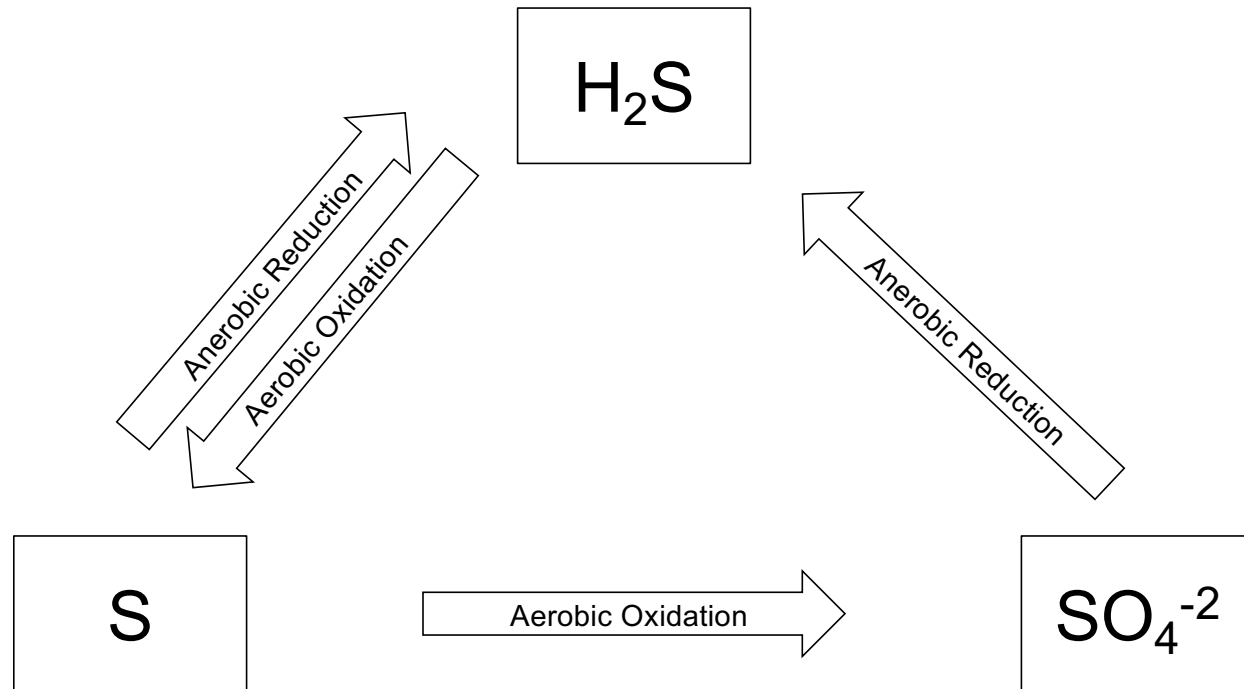 H₂S
Anerobic Reduction
Aerobic Oxidation
Anerobic Reduction
S
Aerobic Oxidation
SO₄⁻²